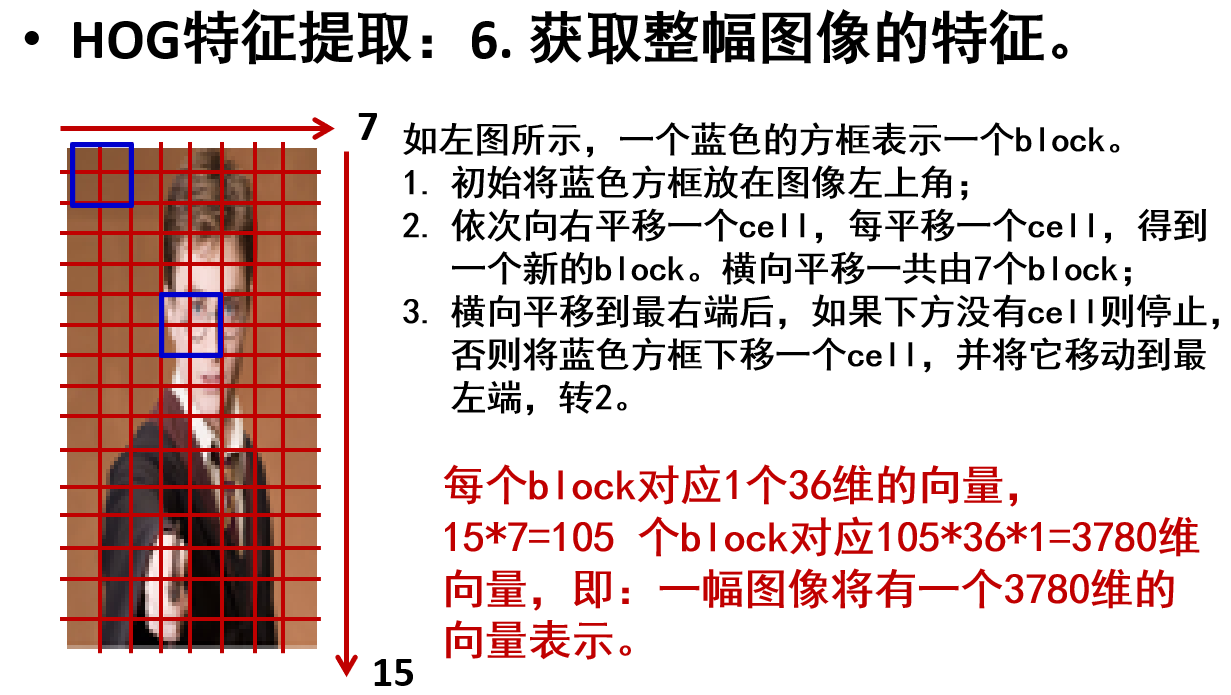 • HOG特征提取：6. 获取整幅图像的特征。
7
如左图所示，一个蓝色的方框表示一个block。
1. 初始将蓝色方框放在图像左上角；
2. 依次向右平移一个cell，每平移一个cell，得到
一个新的block。横向平移一共由7个block；
3. 横向平移到最右端后，如果下方没有cell则停止，
否则将蓝色方框下移一个cell，并将它移动到最
左端，转2。
每个block对应1个36维的向量，
15*7=105 个block对应105*36*1=3780维
向量，即：一幅图像将有一个3780维的
向量表示。
15